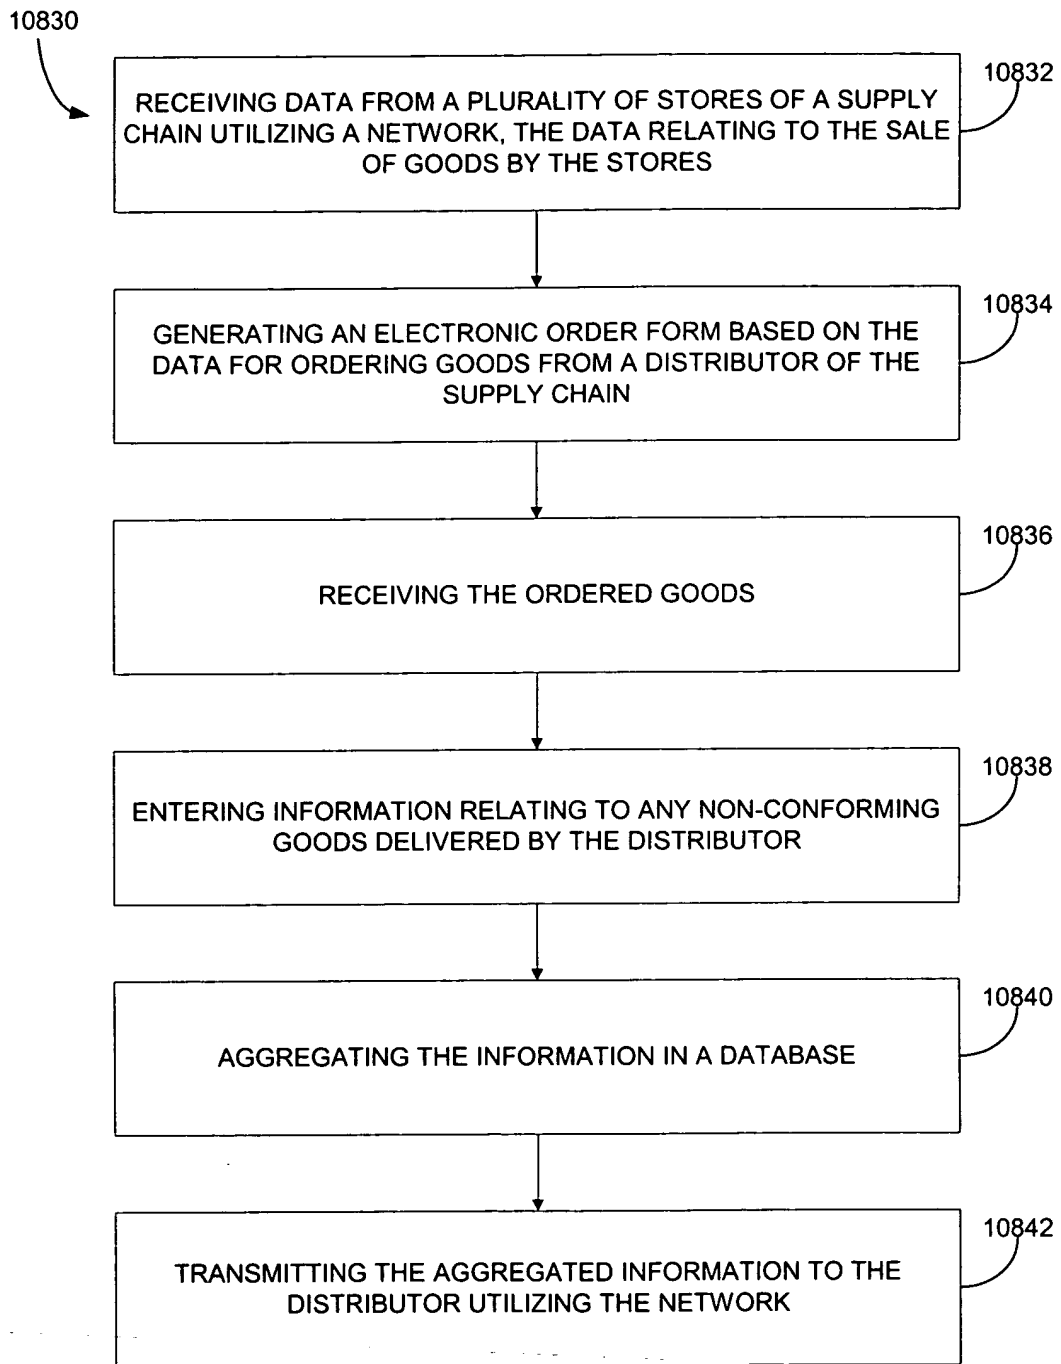 10830
10832
RECEIVING DATA FROM A PLURALITY OF STORES OF A SUPPLY
CHAIN UTILIZING A NETWORK, THE DATA RELATING TO THE SALE
OF GOODS BY THE STORES
10834
GENERATING AN ELECTRONIC ORDER FORM BASED ON THE
DATA FOR ORDERING GOODS FROM A DISTRIBUTOR OF THE
SUPPLY CHAIN
10836
RECEIVING THE ORDERED GOODS
10838
ENTERING INFORMATION RELATING TO ANY NON-CONFORMING
GOODS DELIVERED BY THE DISTRIBUTOR
10840
AGGREGATING THE INFORMATION IN A DATABASE
10842
TRANSMITTING THE AGGREGATED INFORMATION TO THE
DISTRIBUTOR UTILIZING THE NETWORK